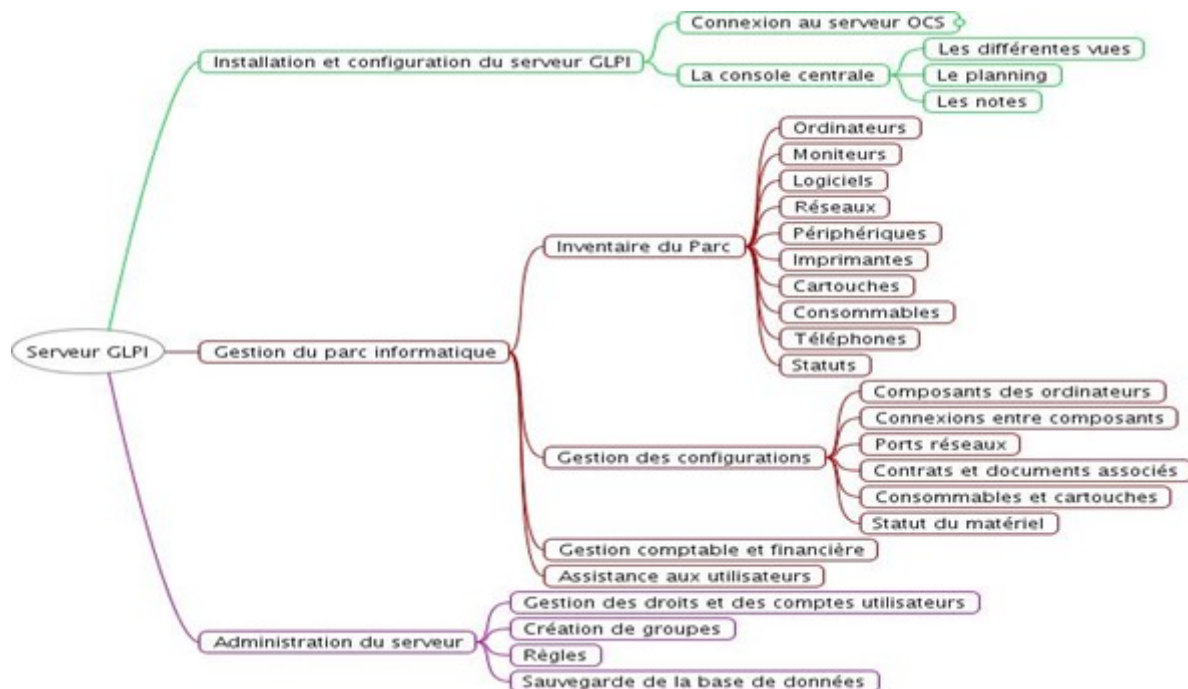 Connexion au serveur OCS
Installation et configuration du serveur GLPI
La console centrale
Les différentes vues
Le planning
Les notes
Serveur GLPI
Gestion du parc informatique
Inventaire du Parc
Ordinateurs
Moniteurs
Logiciels
Réseaux
Périphériques
Imprimantes
Cartouches
Consommables
Téléphones
Statuts
Gestion des configurations
Composants des ordinateurs
Connexions entre composants
Ports réseaux
Contrats et documents associés
Consommables et cartouches
Statut du matériel
Gestion comptable et financière
Assistance aux utilisateurs
Administration du serveur
Gestion des droits et des comptes utilisateurs
Création de groupes
Règles
Sauvegarde de la base de données